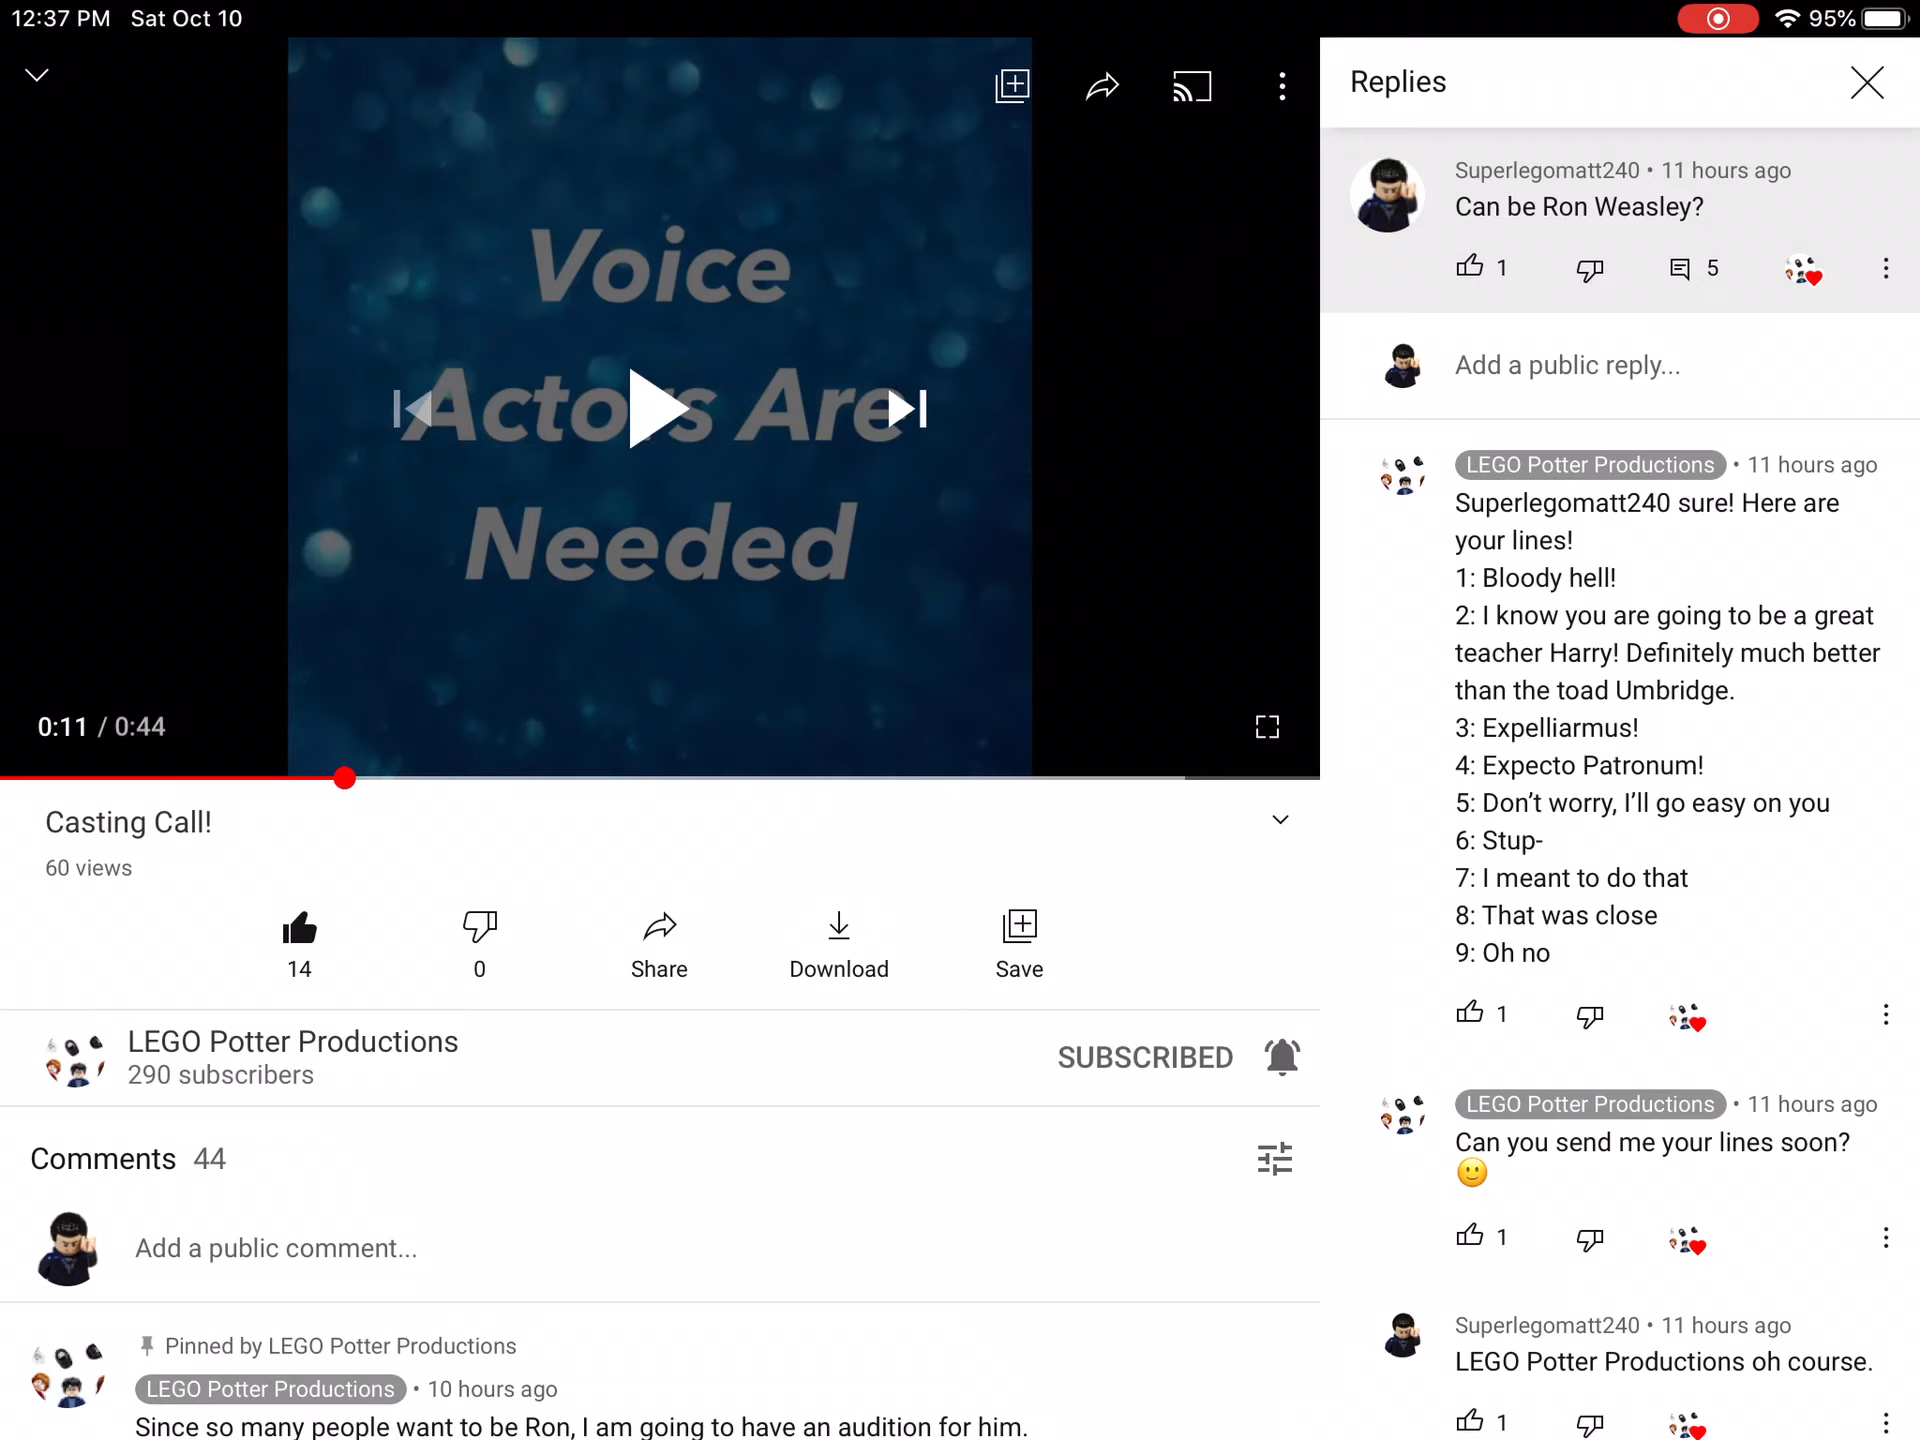 12:37 PM Sat Oct 10
95%
Voice
Actors Are
Needed
0:11 / 0:44
Casting Call!
60 views
14
0
Share
Download
Save
LEGO Potter Productions
290 subscribers
SUBSCRIBED
Comments 44
Add a public comment...
Pinned by LEGO Potter Productions
LEGO Potter Productions • 10 hours ago
Since so many people want to be Ron, I am going to have an audition for him.
Replies
Superlegomatt240 • 11 hours ago
Can be Ron Weasley?
1
5
Add a public reply...
LEGO Potter Productions • 11 hours ago
Superlegomatt240 sure! Here are
your lines!
1: Bloody hell!
2: I know you are going to be a great
teacher Harry! Definitely much better
than the toad Umbridge.
3: Expelliarmus!
4: Expecto Patronum!
5: Don’t worry, I’ll go easy on you
6: Stup-
7: I meant to do that
8: That was close
9: Oh no
1
LEGO Potter Productions • 11 hours ago
Can you send me your lines soon?
🙂
1
Superlegomatt240 • 11 hours ago
LEGO Potter Productions oh course.
1